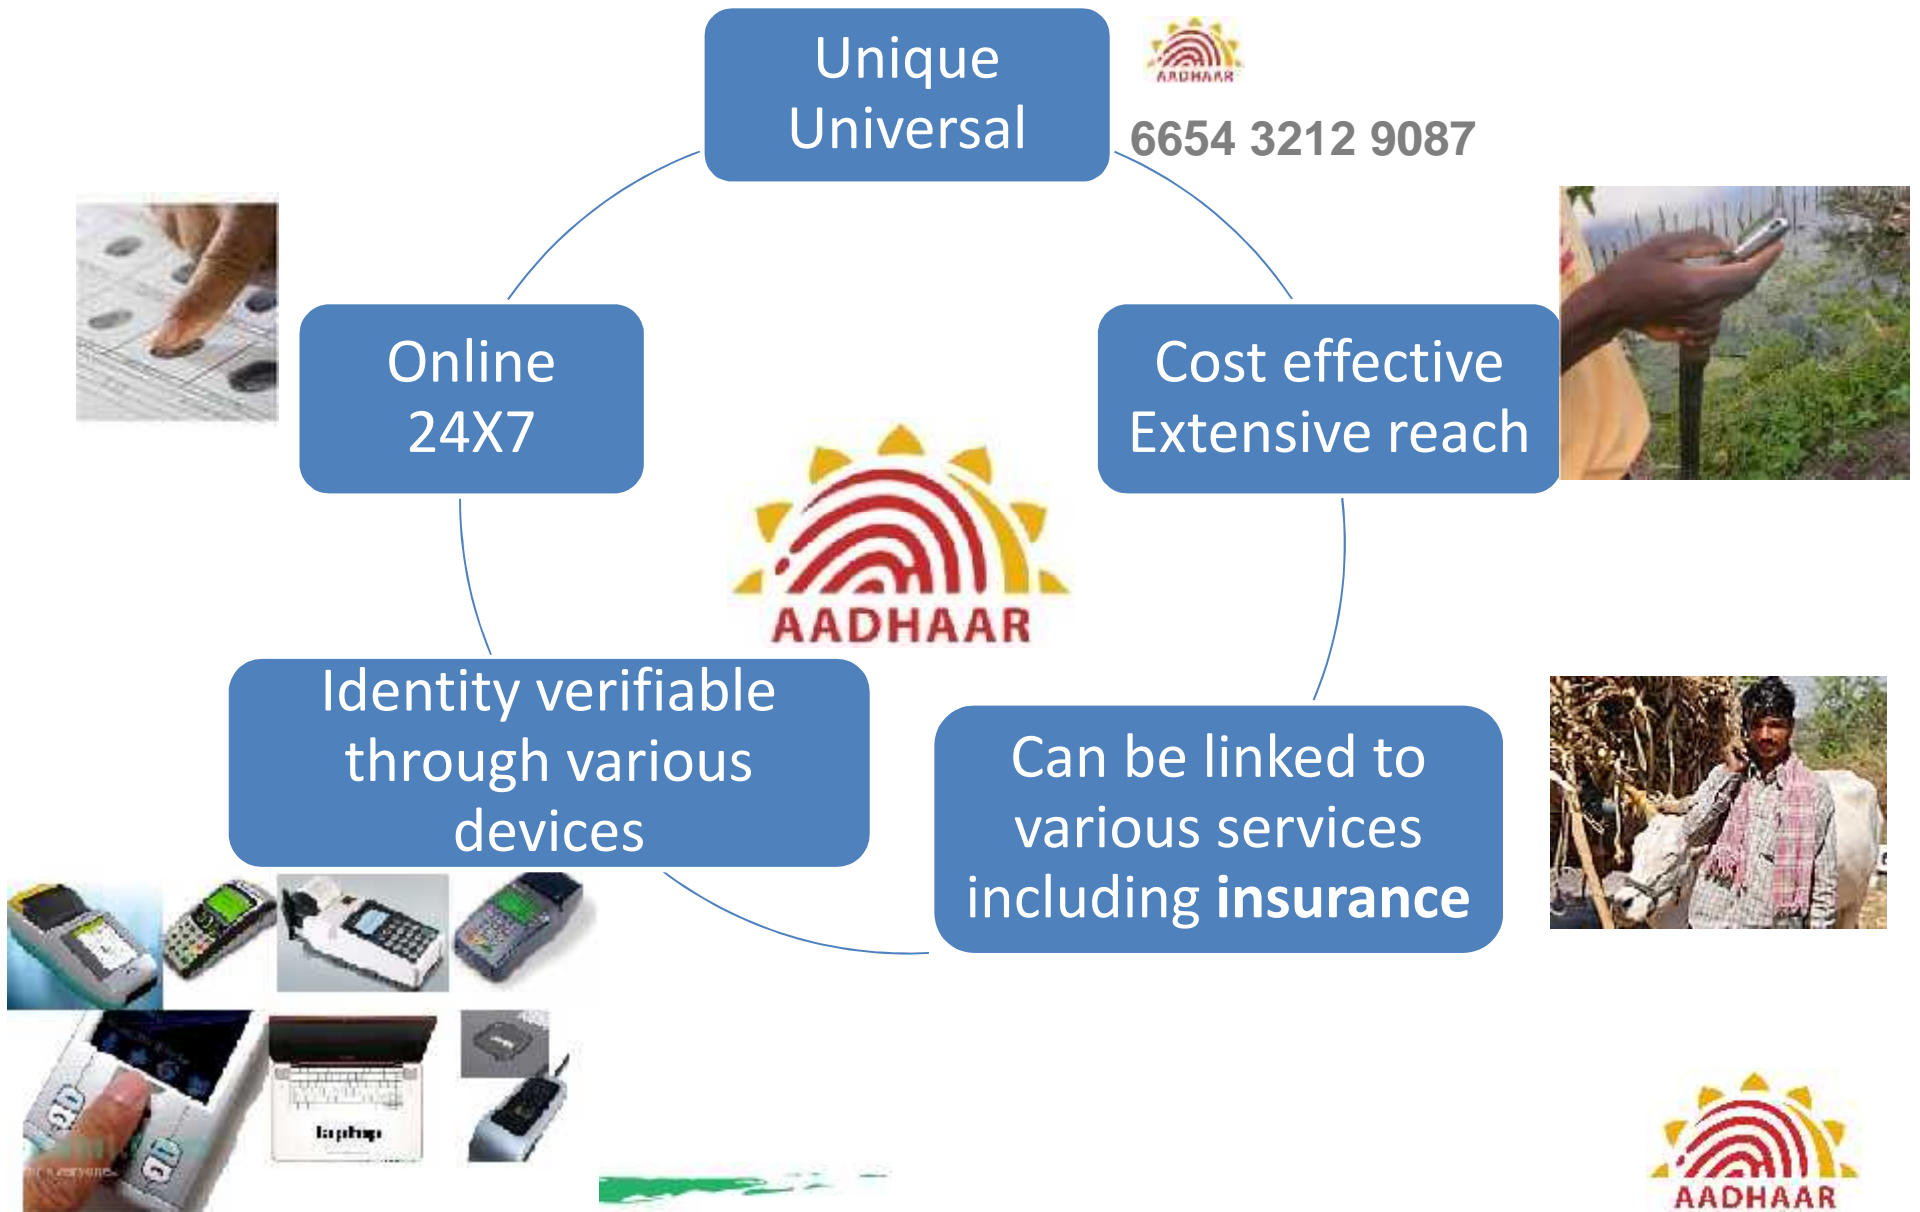 Unique
Universal
AADHAAR
6654 3212 9087
Online
24X7
Cost effective
Extensive reach
AADHAAR
Identity verifiable
through various
devices
Can be linked to
various services
including insurance
laptop
AADHAAR